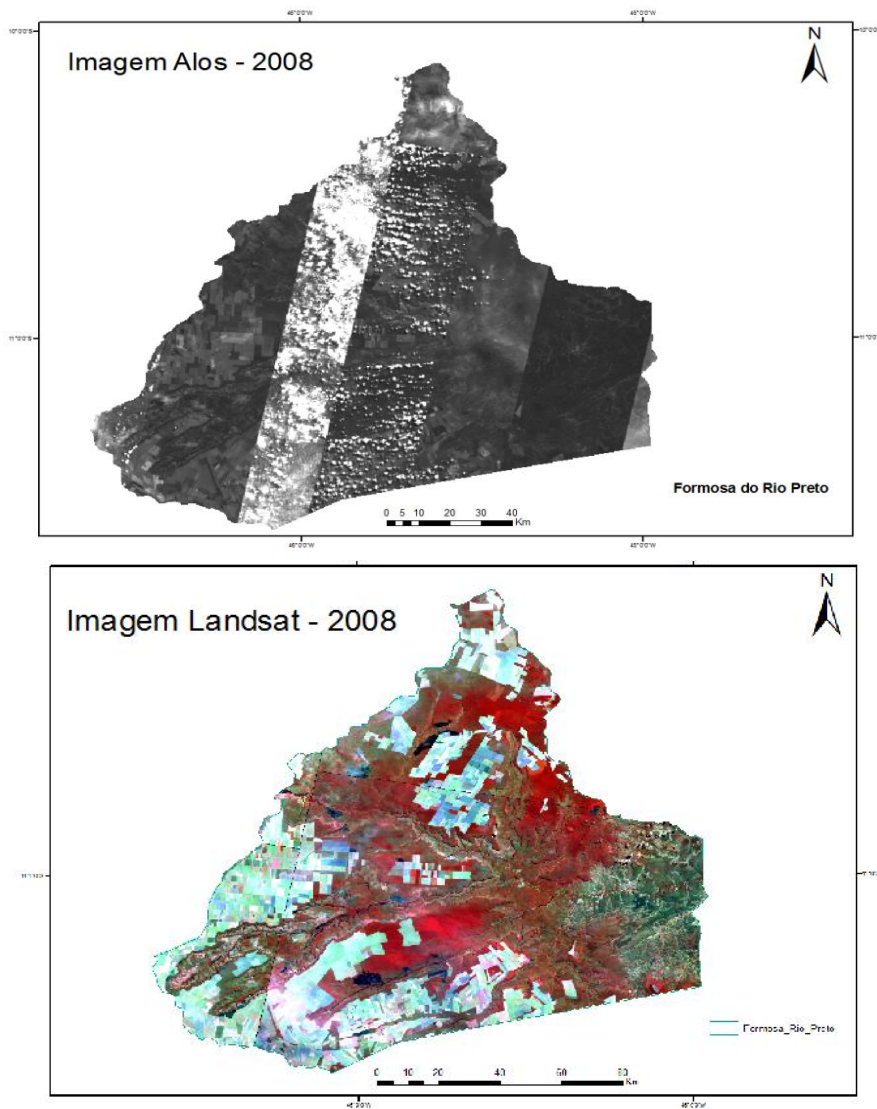 Imagem Alos - 2008
N
Formosa do Rio Preto
0 5 10 20 30 40
Km
Imagem Landsat - 2008
N
Formosa_Rio_Preto
0 10 20 40 60 80
Km